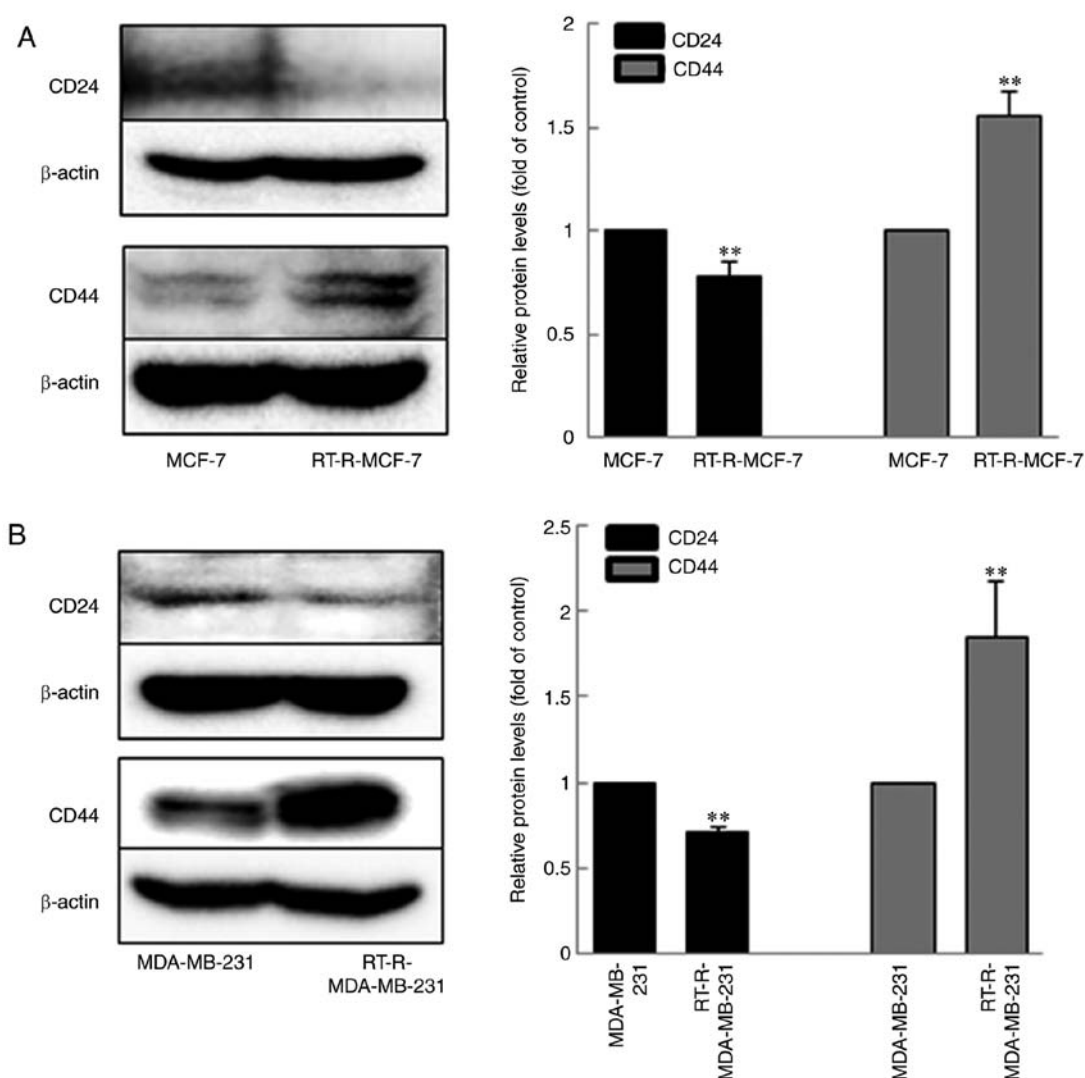 A
CD24
β-actin
CD44
β-actin
MCF-7 RT-R-MCF-7
CD24
CD44
Relative protein levels (fold of control)
2
1.5
1
0.5
0
**
**
MCF-7 RT-R-MCF-7 MCF-7 RT-R-MCF-7
B
CD24
β-actin
CD44
β-actin
MDA-MB-231 RT-R-
MDA-MB-231
CD24
CD44
Relative protein levels (fold of control)
2.5
2
1.5
1
0.5
0
**
**
MDA-MB-
231
RT-R-
MDA-MB-231
MDA-MB-231
RT-R-
MDA-MB-231